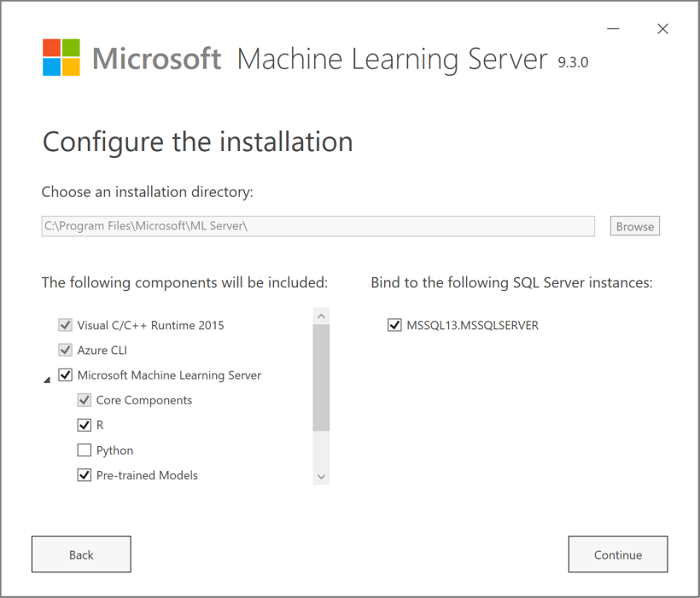 Microsoft Machine Learning Server 9.3.0
Configure the installation
Choose an installation directory:
C:\Program Files\Microsoft\ML Server\
Browse
The following components will be included:
Visual C/C++ Runtime 2015
Azure CLI
Microsoft Machine Learning Server
Core Components
R
Python
Pre-trained Models
Bind to the following SQL Server instances:
MSSQL13.MSSQLSERVER
Back
Continue